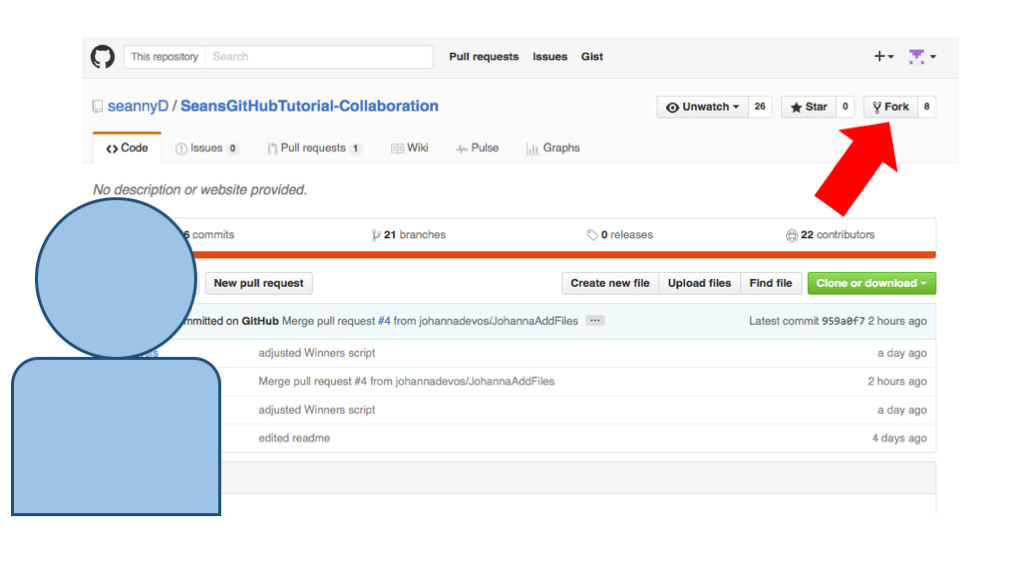 This repository Search Pull requests Issues Gist
seannyD / SeansGitHubTutorial-Collaboration Unwatch 26 Star 0 Fork 8
Code Issues 0 Pull requests 1 Wiki Pulse Graphs
No description or website provided.
commits 21 branches 0 releases 22 contributors
New pull request Create new file Upload files Find file Clone or download
on GitHub Merge pull request #4 from johannadevos/JohannaAddFiles ... Latest commit 959a0f7 2 hours ago
adjusted Winners script a day ago
Merge pull request #4 from johannadevos/JohannaAddFiles 2 hours ago
adjusted Winners script a day ago
edited readme 4 days ago